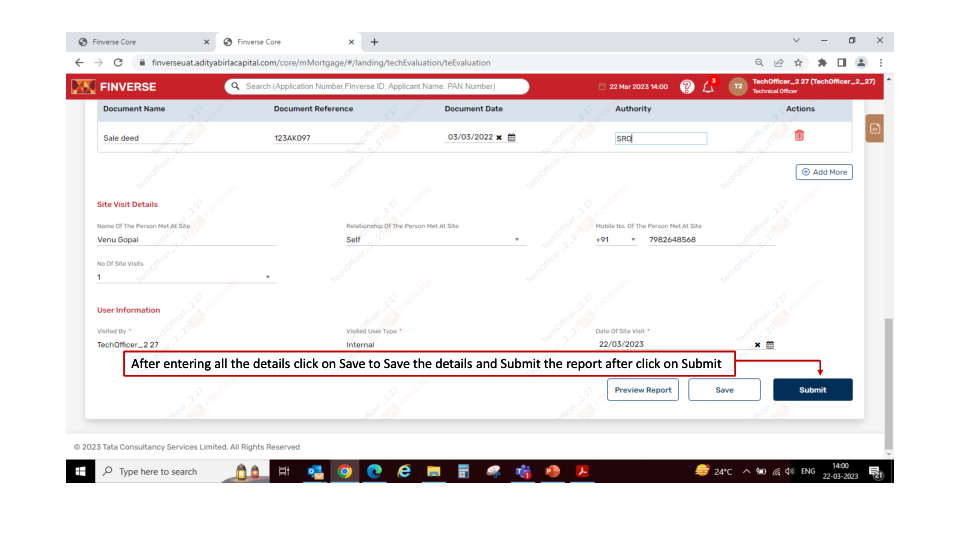 Finverse Core
Finverse Core
finverseuat.adityabirlacapital.com/core/mMortgage/#/landing/techEvaluation/teEvaluation
FINVERSE
Search (Application Number,Finverse ID, Applicant Name, PAN Number)
22 Mar 2023 14:00
3
T2
TechOfficer_2 27 (TechOfficer_2_27)
Technical Officer
Document Name Document Reference Document Date Authority Actions
Sale deed 123AK097 03/03/2022 SRO
Add More
Site Visit Details
Name Of The Person Met At Site Relationship Of The Person Met At Site Mobile No. Of The Person Met At Site
Venu Gopal Self +91 7982648568
No Of Site Visits
1
User Information
Visited By * Visited User Type * Date Of Site Visit *
TechOfficer_2 27 Internal 22/03/2023
After entering all the details click on Save to Save the details and Submit the report after click on Submit
Preview Report Save Submit
© 2023 Tata Consultancy Services Limited. All Rights Reserved
Type here to search
24°C ENG 14:00
22-03-2023
21